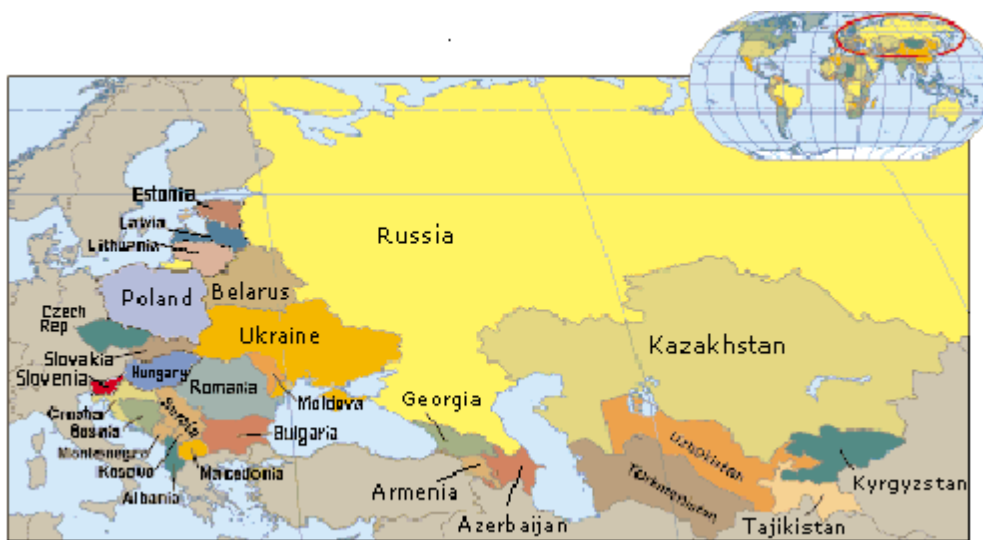 Estonia
Latvia
Lithuania
Russia
Poland
Belarus
Czech
Rep
Ukraine
Kazakhstan
Slovakia
Slovenia
Hungary
Romania
Moldova
Georgia
Croatia
Serbia
Bosnia
Bulgaria
Montenegro
Kosovo
Macedonia
Albania
Armenia
Azerbaijan
Uzbekistan
Turkmenistan
Kyrgyzstan
Tajikistan